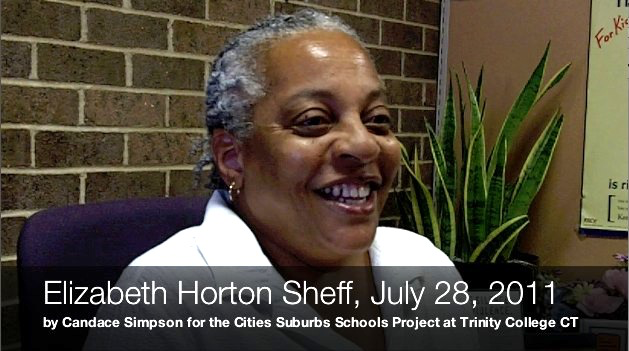 For Kids
is ri
Elizabeth Horton Sheff, July 28, 2011
by Candace Simpson for the Cities Suburbs Schools Project at Trinity College CT